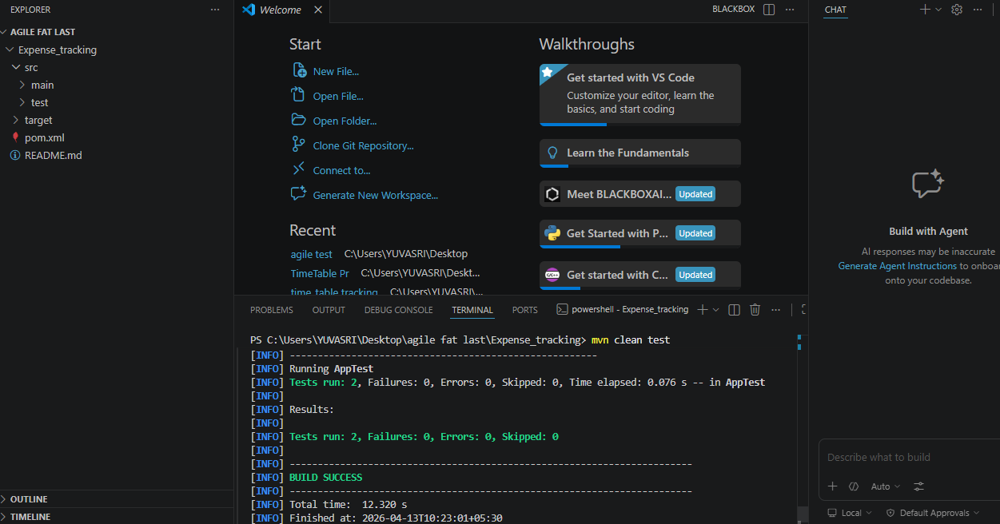 EXPLORER
AGILE FAT LAST
Expense_tracking
src
main
test
target
pom.xml
README.md
OUTLINE
TIMELINE
Welcome
BLACKBOX
Start
New File...
Open File...
Open Folder...
Clone Git Repository...
Connect to...
Generate New Workspace...
Recent
agile test C:\Users\YUVASRI\Desktop
TimeTable Pr C:\Users\YUVASRI\Deskt...
time_table tracking C:\Users\YUVASRI\...
Walkthroughs
Get started with VS Code
Customize your editor, learn the
basics, and start coding
Learn the Fundamentals
Meet BLACKBOXAI... Updated
Get Started with P... Updated
C/C++
Get started with C... Updated
PROBLEMS OUTPUT DEBUG CONSOLE TERMINAL PORTS powershell - Expense_tracking
PS C:\Users\YUVASRI\Desktop\agile fat last\Expense_tracking> mvn clean test
[INFO] -------------------------------------------------------
[INFO] Running AppTest
[INFO] Tests run: 2, Failures: 0, Errors: 0, Skipped: 0, Time elapsed: 0.076 s -- in AppTest
[INFO]
[INFO] Results:
[INFO]
[INFO] Tests run: 2, Failures: 0, Errors: 0, Skipped: 0
[INFO]
[INFO] ------------------------------------------------------------------------
[INFO] BUILD SUCCESS
[INFO] ------------------------------------------------------------------------
[INFO] Total time:  12.320 s
[INFO] Finished at: 2026-04-13T10:23:01+05:30
CHAT
Build with Agent
AI responses may be inaccurate
Generate Agent Instructions to onboar
onto your codebase.
Describe what to build
Auto
Local Default Approvals